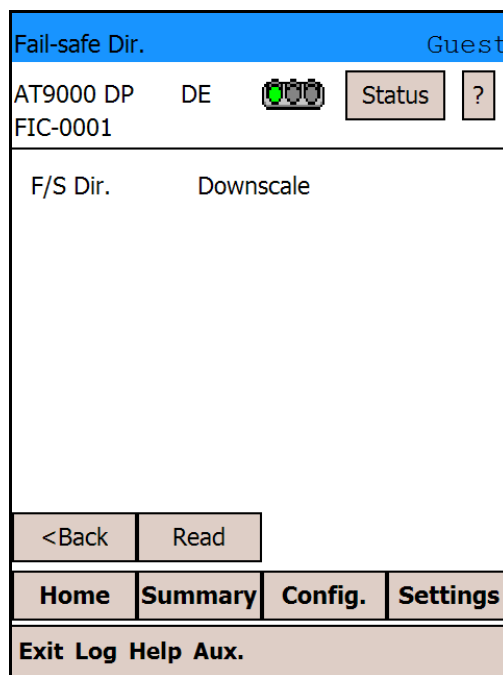 Fail-safe Dir. Guest
AT9000 DP DE Status ?
FIC-0001
F/S Dir. Downscale
<Back Read
Home Summary Config. Settings
Exit Log Help Aux.